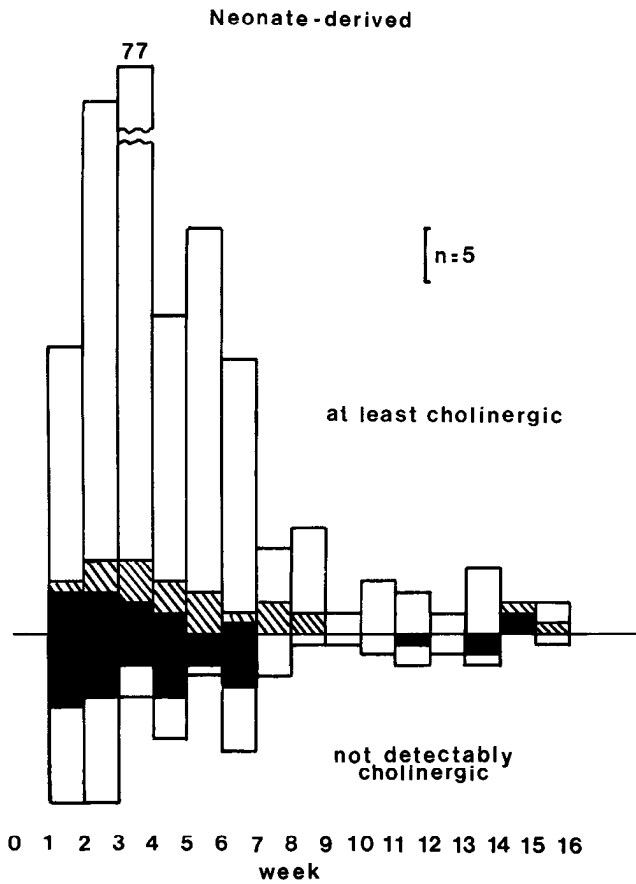 Neonate-derived
77
n=5
at least cholinergic
not detectably
cholinergic
0 1 2 3 4 5 6 7 8 9 10 11 12 13 14 15 16
week